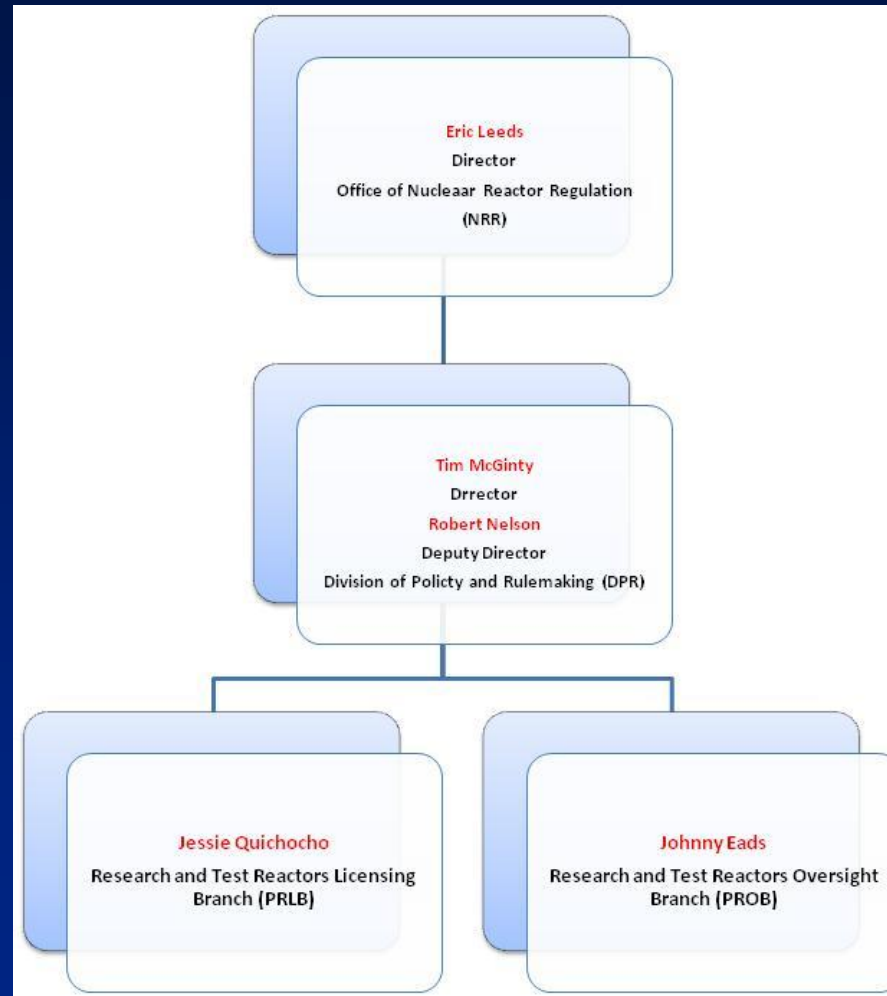 Eric Leeds
Director
Office of Nucleaar Reactor Regulation
(NRR)
Tim McGinty
Drrector
Robert Nelson
Deputy Director
Division of Policty and Rulemaking (DPR)
Jessie Quichocho
Research and Test Reactors Licensing
Branch (PRLB)
Johnny Eads
Research and Test Reactors Oversight
Branch (PROB)